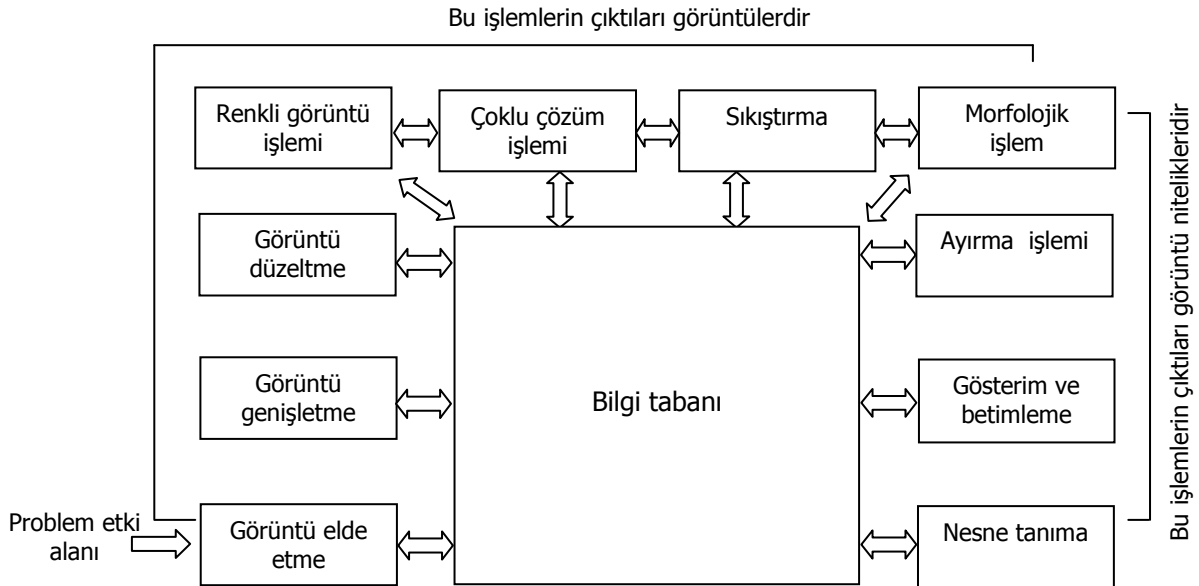 Bu işlemlerin çıktıları görüntülerdir
Renkli görüntü
işlemi
Çoklu çözüm
işlemi
Sıkıştırma
Morfolojik
işlem
Görüntü
düzeltme
Ayırma işlemi
Görüntü
genişletme
Bilgi tabanı
Gösterim ve
betimleme
Problem etki
alanı
Görüntü elde
etme
Nesne tanıma
Bu işlemlerin çıktıları görüntü nitelikleridir